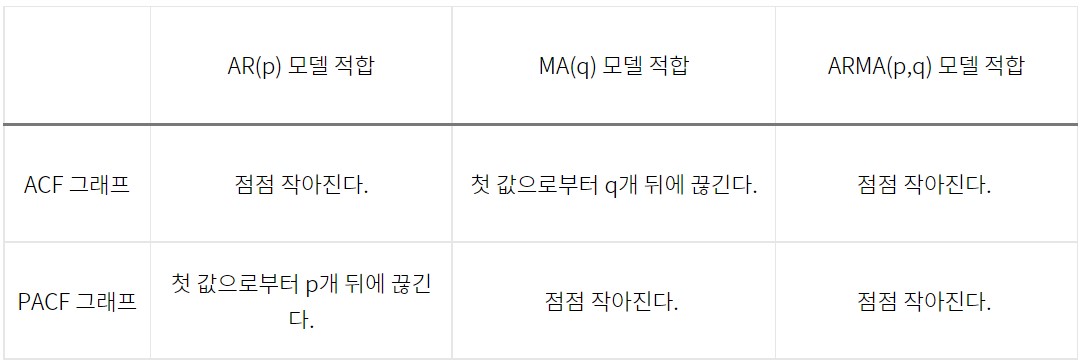 AR(p) 모델 적합
MA(q) 모델 적합
ARMA(p,q) 모델 적합
ACF 그래프
점점 작아진다.
첫 값으로부터 q개 뒤에 끊긴다.
점점 작아진다.
PACF 그래프
첫 값으로부터 p개 뒤에 끊긴
다.
점점 작아진다.
점점 작아진다.